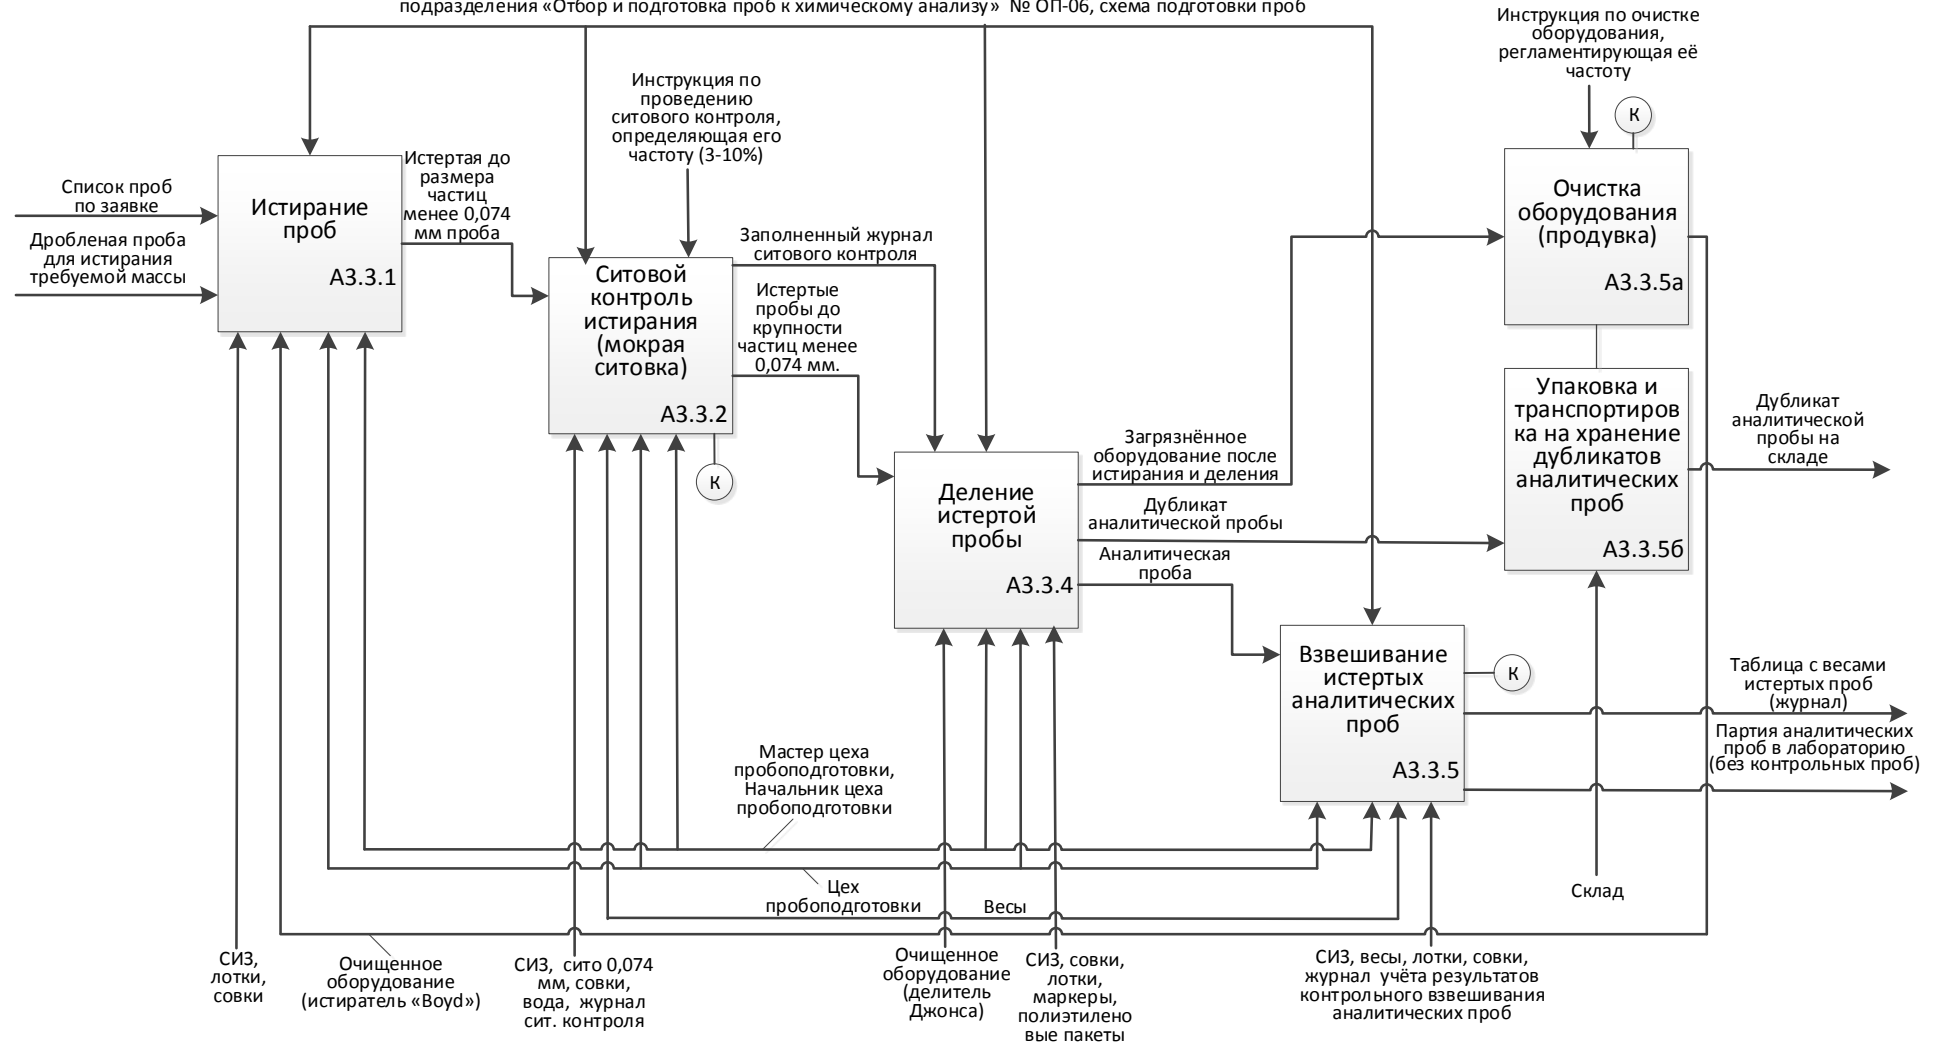 подразделения «Отбор и подготовка проб к химическому анализу» № ОП-06, схема подготовки проб
Инструкция по очистке
оборудования,
регламентирующая её
частоту
К
Инструкция по
проведению
ситового контроля,
определяющая его
частоту (3-10%)
Список проб
по заявке
Дробленая проба
для истирания
требуемой массы
Истирание
проб
А3.3.1
Истертая до
размера
частиц
менее 0,074
мм проба
Ситовой
контроль
истирания
(мокрая
ситовка)
А3.3.2
К
Заполненный журнал
ситового контроля
Истертые
пробы до
крупности
частиц менее
0,074 мм.
Деление
истертой
пробы
А3.3.4
Загрязнённое
оборудование после
истирания и деления
Дубликат
аналитической пробы
Аналитическая
проба
Очистка
оборудования
(продувка)
А3.3.5а
Упаковка и
транспортиров
ка на хранение
дубликатов
аналитических
проб
А3.3.5б
Дубликат
аналитической
пробы на
складе
Взвешивание
истертых
аналитических
проб
А3.3.5
К
Таблица с весами
истертых проб
(журнал)
Партия аналитических
проб в лабораторию
(без контрольных проб)
Мастер цеха
пробоподготовки,
Начальник цеха
пробоподготовки
Цех
пробоподготовки
Весы
Склад
СИЗ,
лотки,
совки
Очищенное
оборудование
(истиратель «Boyd»)
СИЗ, сито 0,074
мм, совки,
вода, журнал
сит. контроля
Очищенное
оборудование
(делитель
Джонса)
СИЗ, совки,
лотки,
маркеры,
полиэтилено
вые пакеты
СИЗ, весы, лотки, совки,
журнал учёта результатов
контрольного взвешивания
аналитических проб